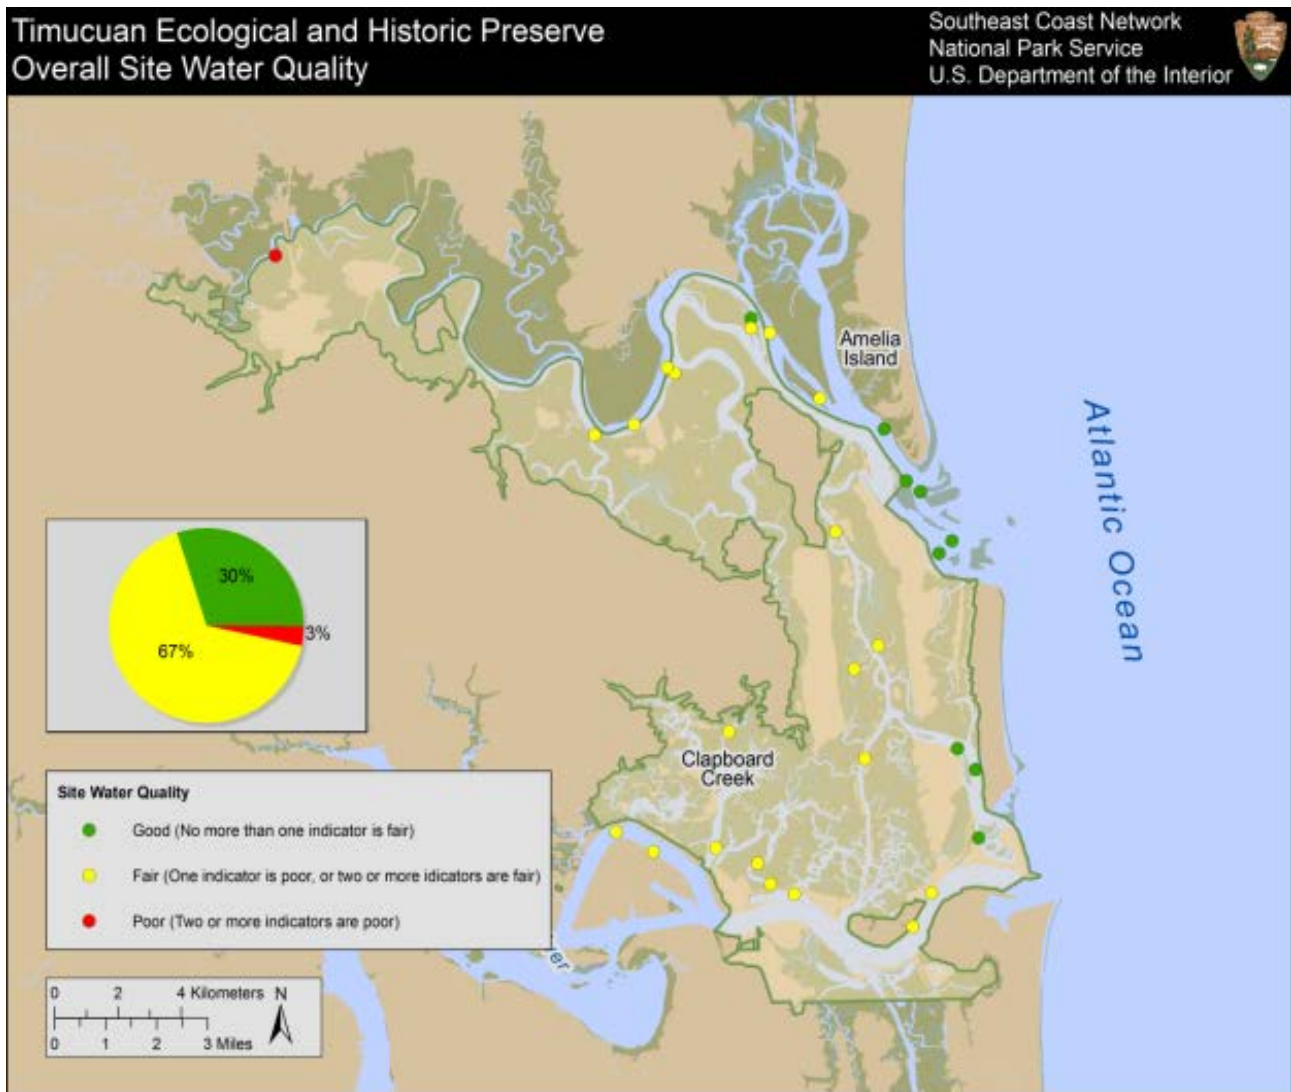 Timucuan Ecological and Historic Preserve
Overall Site Water Quality
Southeast Coast Network
National Park Service
U.S. Department of the Interior
Amelia
Island
Atlantic Ocean
30%
3%
67%
Clapboard
Creek
Site Water Quality
Good (No more than one indicator is fair)
Fair (One indicator is poor, or two or more idicators are fair)
Poor (Two or more indicators are poor)
0 2 4 Kilometers N
0 1 2 3 Miles